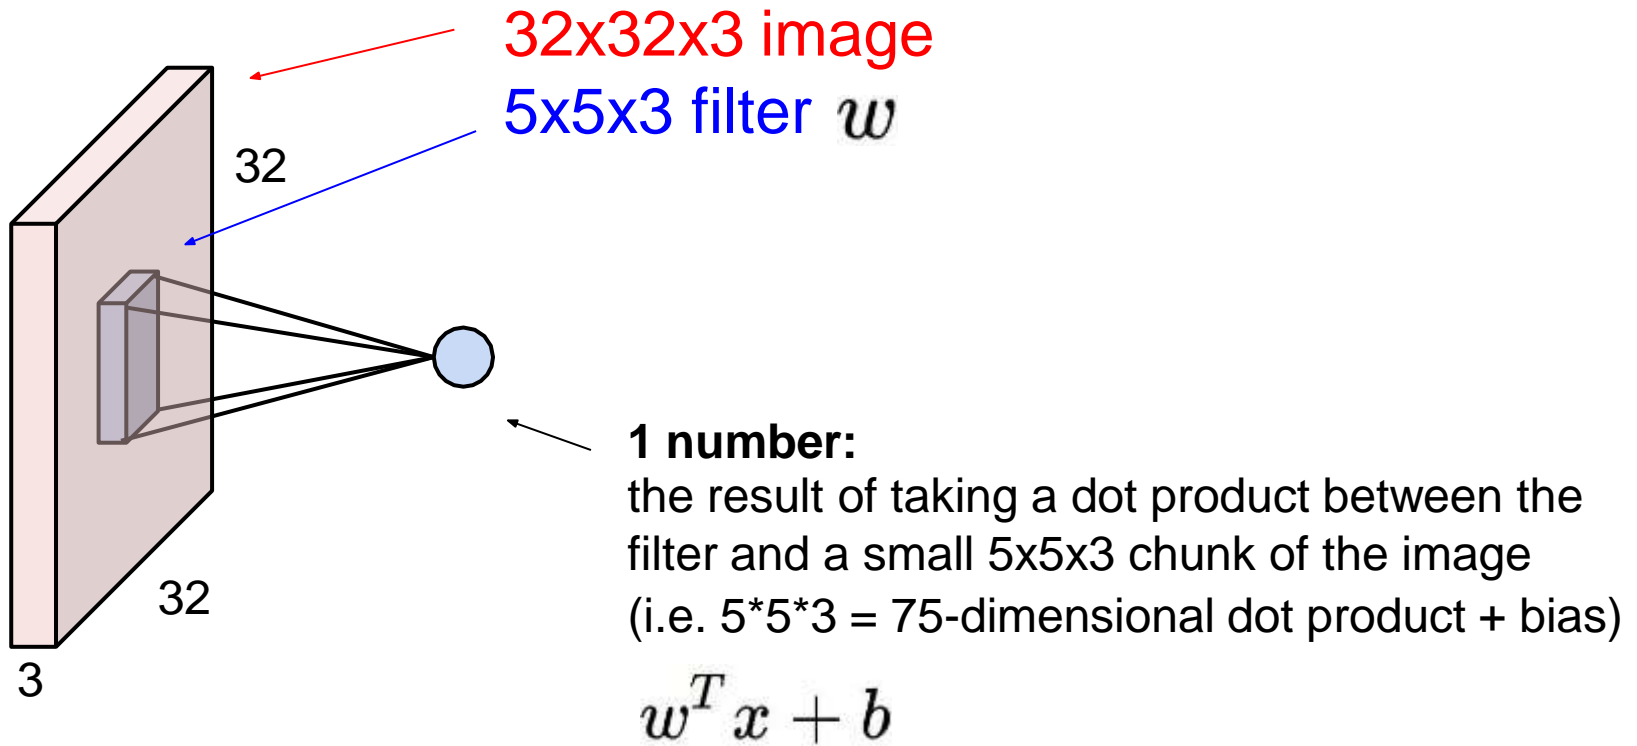 32x32x3 image
5x5x3 filter w
32
32
3
1 number:
the result of taking a dot product between the
filter and a small 5x5x3 chunk of the image
(i.e. 5*5*3 = 75-dimensional dot product + bias)
w^T x + b